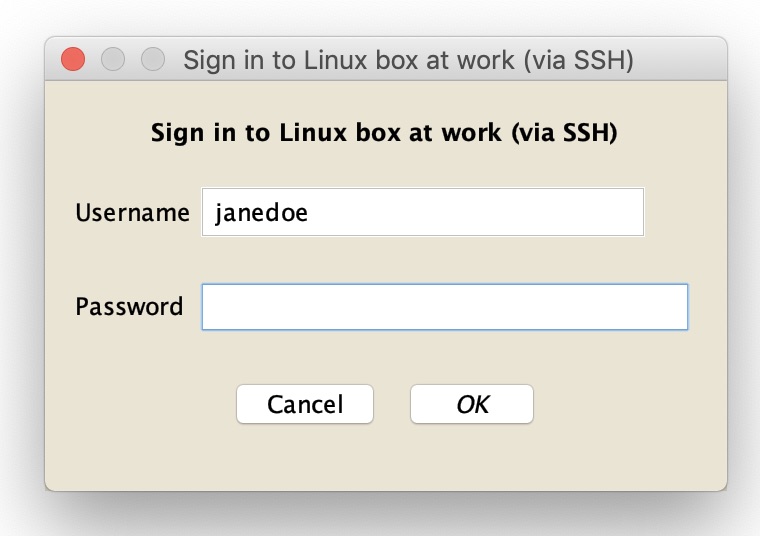 Sign in to Linux box at work (via SSH)
Sign in to Linux box at work (via SSH)
Username janedoe
Password
Cancel OK